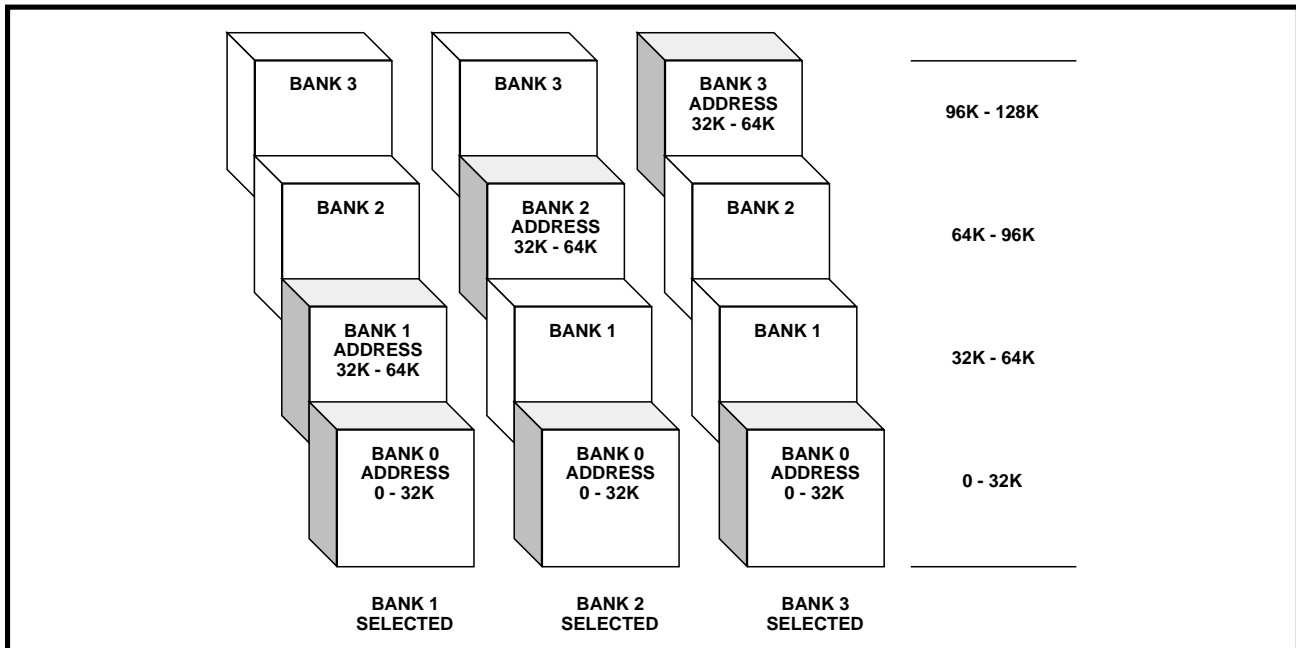 BANK 3
BANK 3
BANK 3
ADDRESS
32K - 64K
96K - 128K
BANK 2
BANK 2
ADDRESS
32K - 64K
BANK 2
64K - 96K
BANK 1
ADDRESS
32K - 64K
BANK 1
BANK 1
32K - 64K
BANK 0
ADDRESS
0 - 32K
BANK 0
ADDRESS
0 - 32K
BANK 0
ADDRESS
0 - 32K
0 - 32K
BANK 1
SELECTED
BANK 2
SELECTED
BANK 3
SELECTED